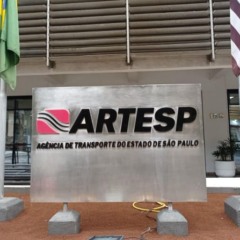 ARTESP
AGÊNCIA DE TRANSPORTE DO ESTADO DE SÃO PAULO